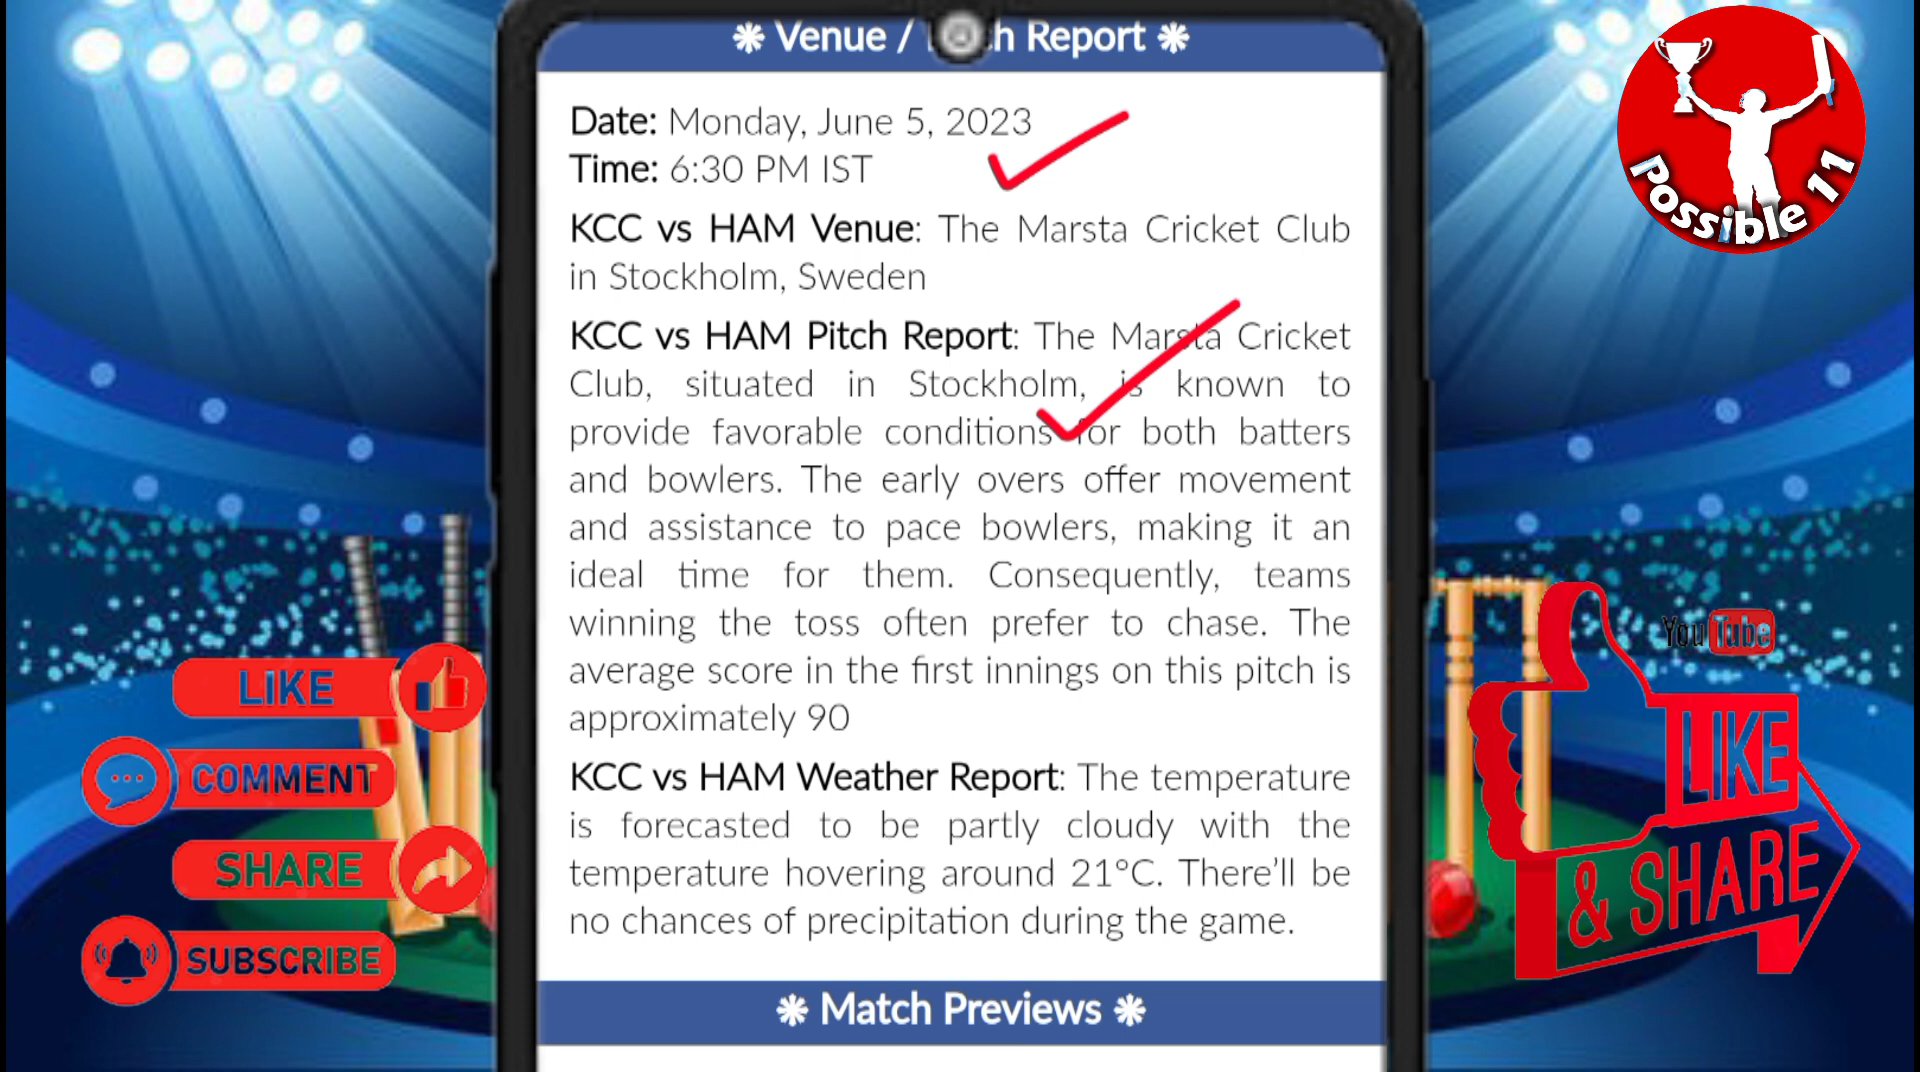 ❋ Venue / h Report ❋
Date: Monday, June 5, 2023
Time: 6:30 PM IST
KCC vs HAM Venue: The Marsta Cricket Club
in Stockholm, Sweden
KCC vs HAM Pitch Report: The Marsta Cricket
Club, situated in Stockholm, is known to
provide favorable conditions for both batters
and bowlers. The early overs offer movement
and assistance to pace bowlers, making it an
ideal time for them. Consequently, teams
winning the toss often prefer to chase. The
average score in the first innings on this pitch is
approximately 90
KCC vs HAM Weather Report: The temperature
is forecasted to be partly cloudy with the
temperature hovering around 21°C. There'll be
no chances of precipitation during the game.
❋ Match Previews ❋
Possible 11
LIKE
COMMENT
SHARE
SUBSCRIBE
YouTube
LIKE
& SHARE